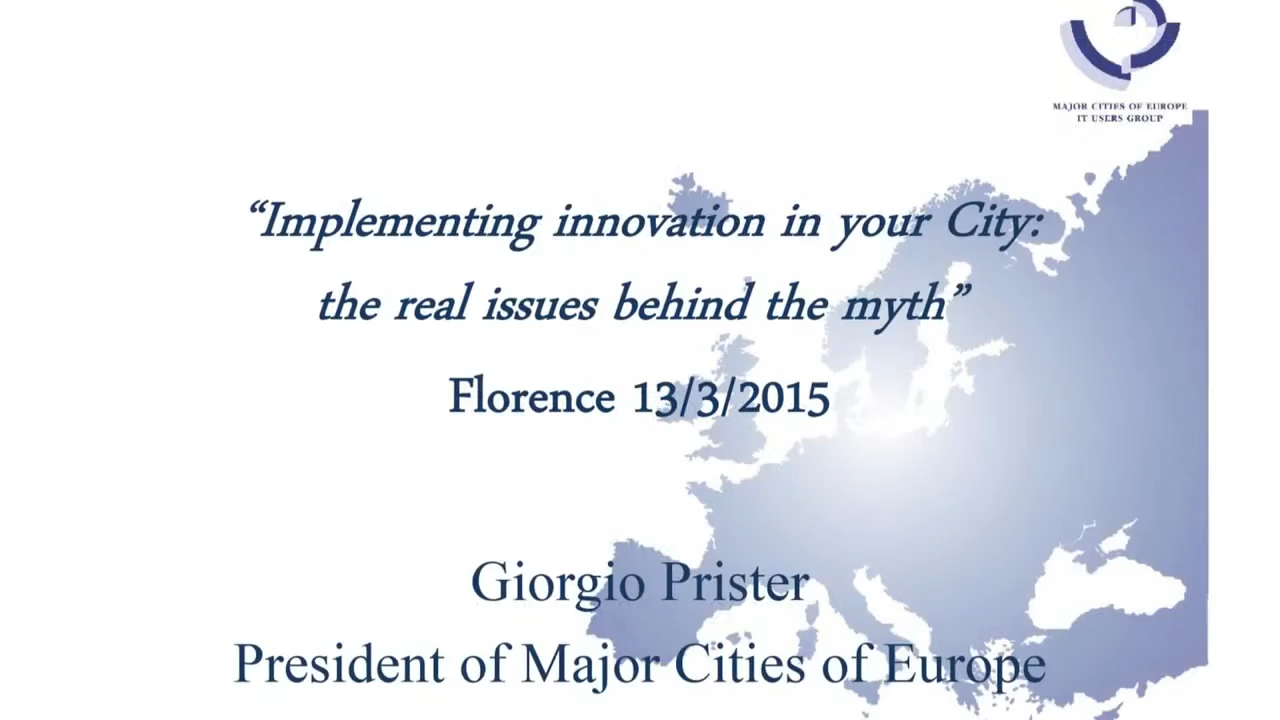 MAJOR CITIES OF EUROPE
IT USERS GROUP
“Implementing innovation in your City:
the real issues behind the myth”
Florence 13/3/2015
Giorgio Prister
President of Major Cities of Europe